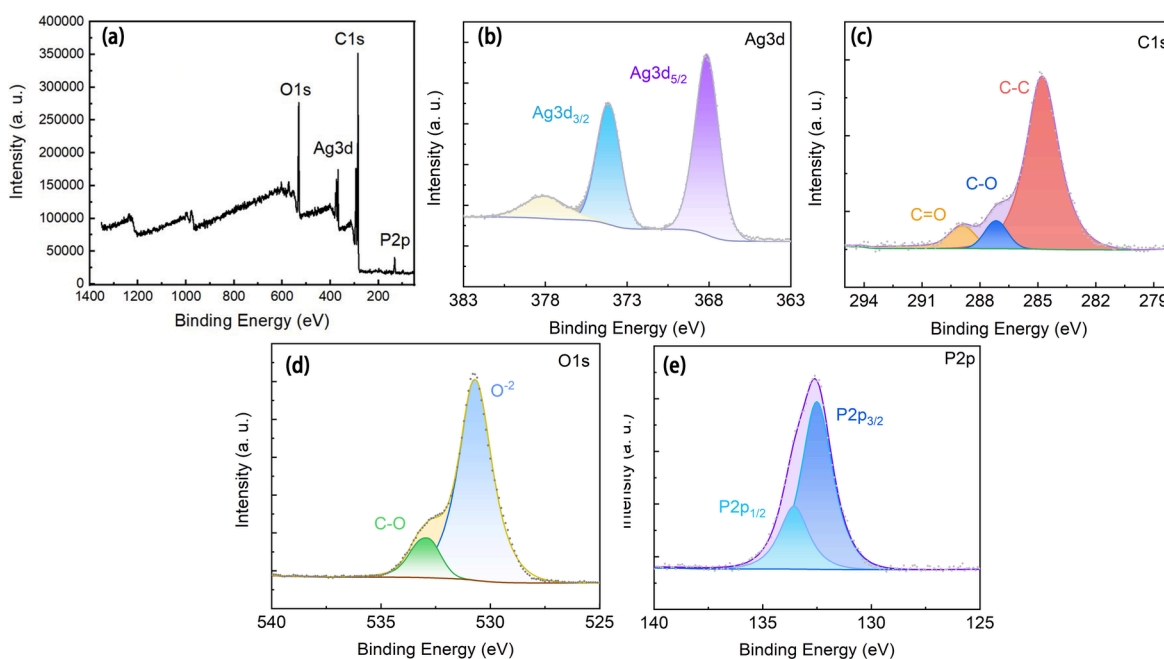 (a)
400000
350000
300000
250000
200000
150000
100000
50000
0
Intensity (a. u.)
C1s
O1s
Ag3d
P2p
1400 1200 1000 800 600 400 200
Binding Energy (eV)
(b)
Ag3d
Ag3d5/2
Ag3d3/2
Intensity (a. u.)
383 378 373 368 363
Binding Energy (eV)
(c)
C1s
C-C
C-O
C=O
Intensity (a. u.)
294 291 288 285 282 279
Binding Energy (eV)
(d)
O1s
O-2
C-O
Intensity (a. u.)
540 535 530 525
Binding Energy (eV)
(e)
P2p
P2p3/2
P2p1/2
Intensity (a. u.)
140 135 130 125
Binding Energy (eV)